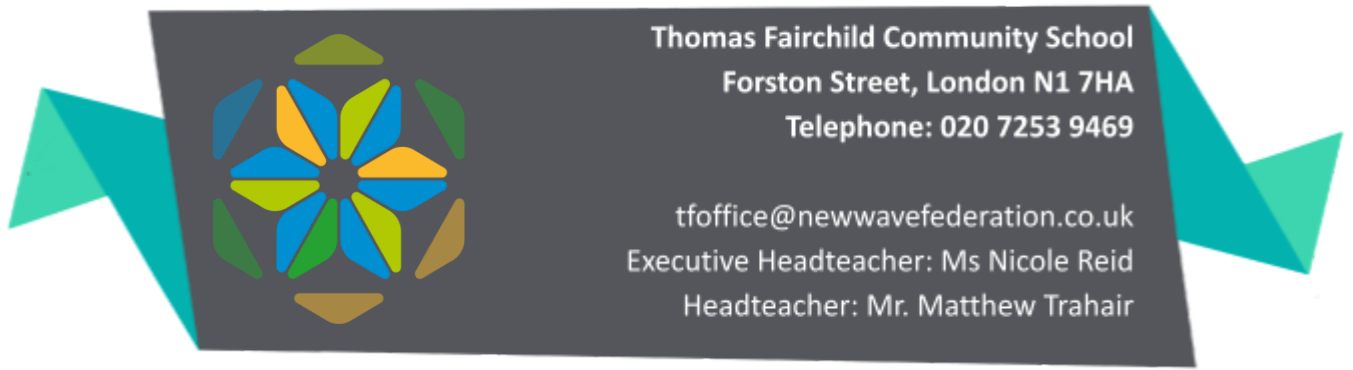 Thomas Fairchild Community School
Forston Street, London N1 7HA
Telephone: 020 7253 9469
tfoffice@newwavefederation.co.uk
Executive Headteacher: Ms Nicole Reid
Headteacher: Mr. Matthew Trahair